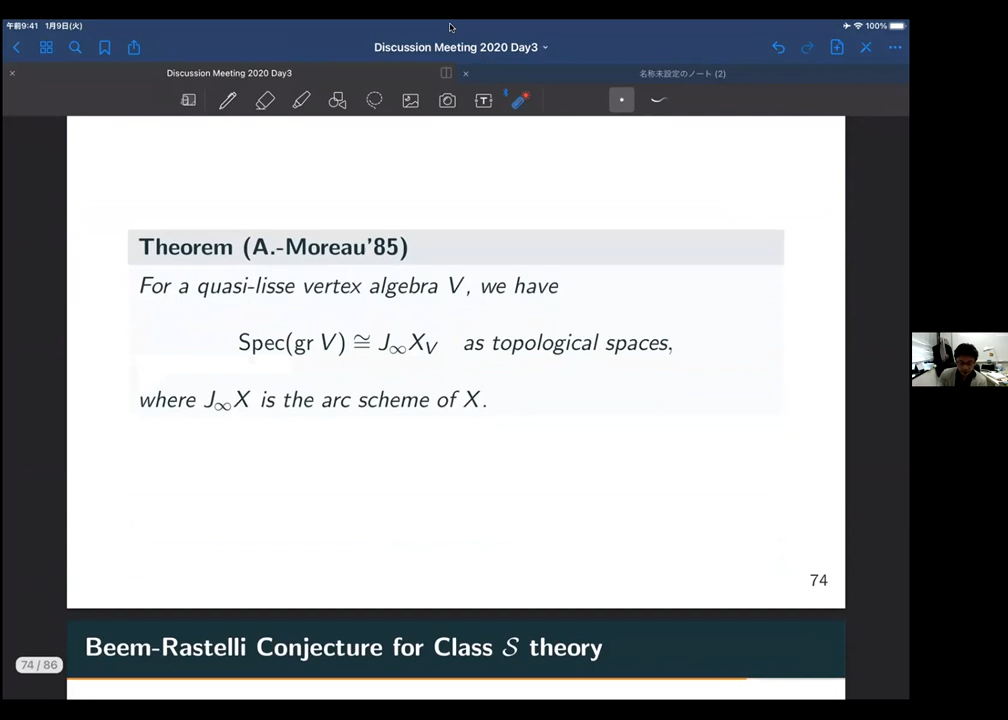 午前9:41 1月9日(火)
100%
Discussion Meeting 2020 Day3
Discussion Meeting 2020 Day3
名称未設定のノート (2)
Theorem (A.-Moreau'85)
For a quasi-lisse vertex algebra V, we have
Spec(gr V) ≅ J∞X_V as topological spaces,
where J∞X is the arc scheme of X.
74
Beem-Rastelli Conjecture for Class 𝒮 theory
74 / 86